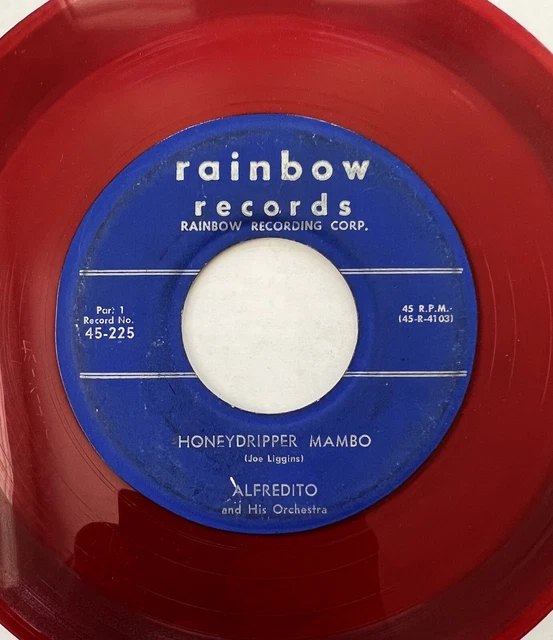 rainbow
records
RAINBOW RECORDING CORP.
Part 1
Record No.
45-225
45 R.P.M.
(45-R-4103)
HONEYDRIPPER MAMBO
(Joe Liggins)
ALFREDITO
and His Orchestra